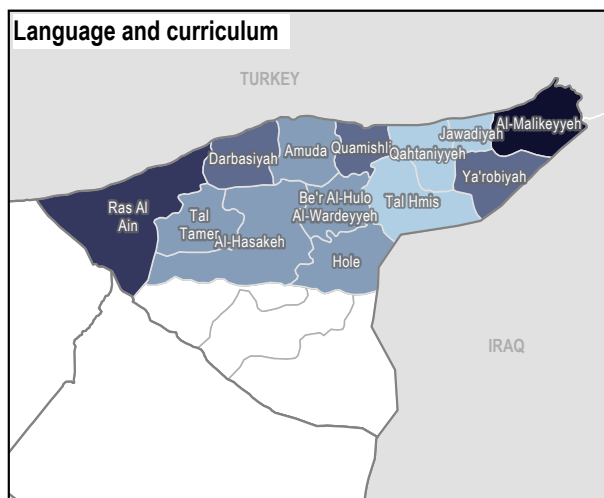 Language and curriculum
TURKEY
Al-Malikeyyeh
Jawadiyah
Amuda
Quamishli
Qahtaniyyeh
Darbasiyah
Ya'robiyah
Ras Al
Ain
Tal
Tamer
Be'r Al-Hulo
Al-Wardeyyeh
Tal Hmis
Al-Hasakeh
Hole
IRAQ